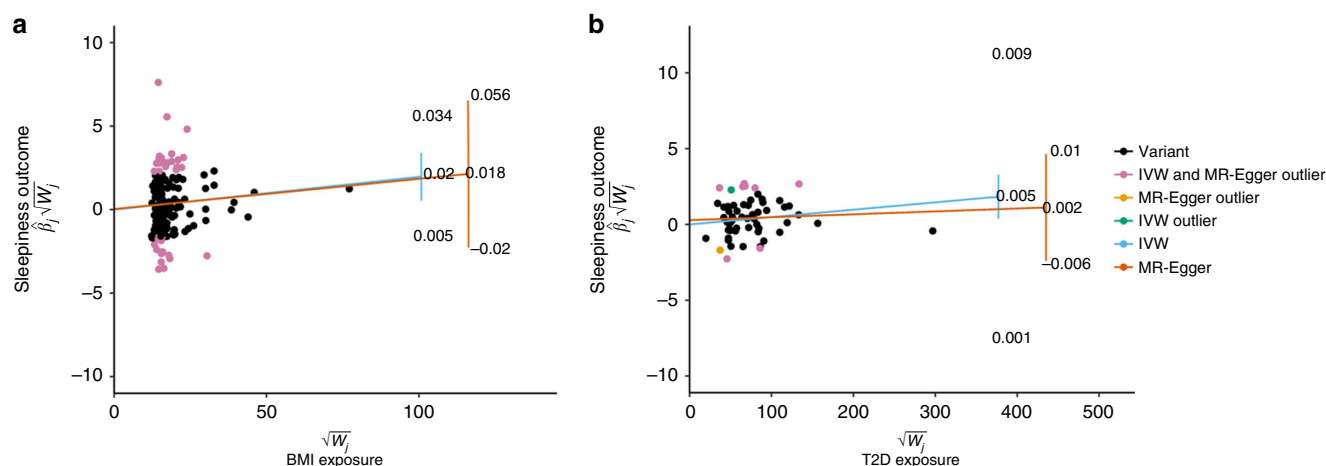 a
10
5
0
−5
−10
Sleepiness outcome
β̂j √Wj
0.056
0.034
0.02
0.018
0.005
−0.02
0
50
100
√Wj
BMI exposure
b
10
5
0
−5
−10
Sleepiness outcome
β̂j √Wj
0.009
0.01
0.005
0.002
−0.006
0.001
0
100
200
300
400
500
√Wj
T2D exposure
Variant
IVW and MR-Egger outlier
MR-Egger outlier
IVW outlier
IVW
MR-Egger